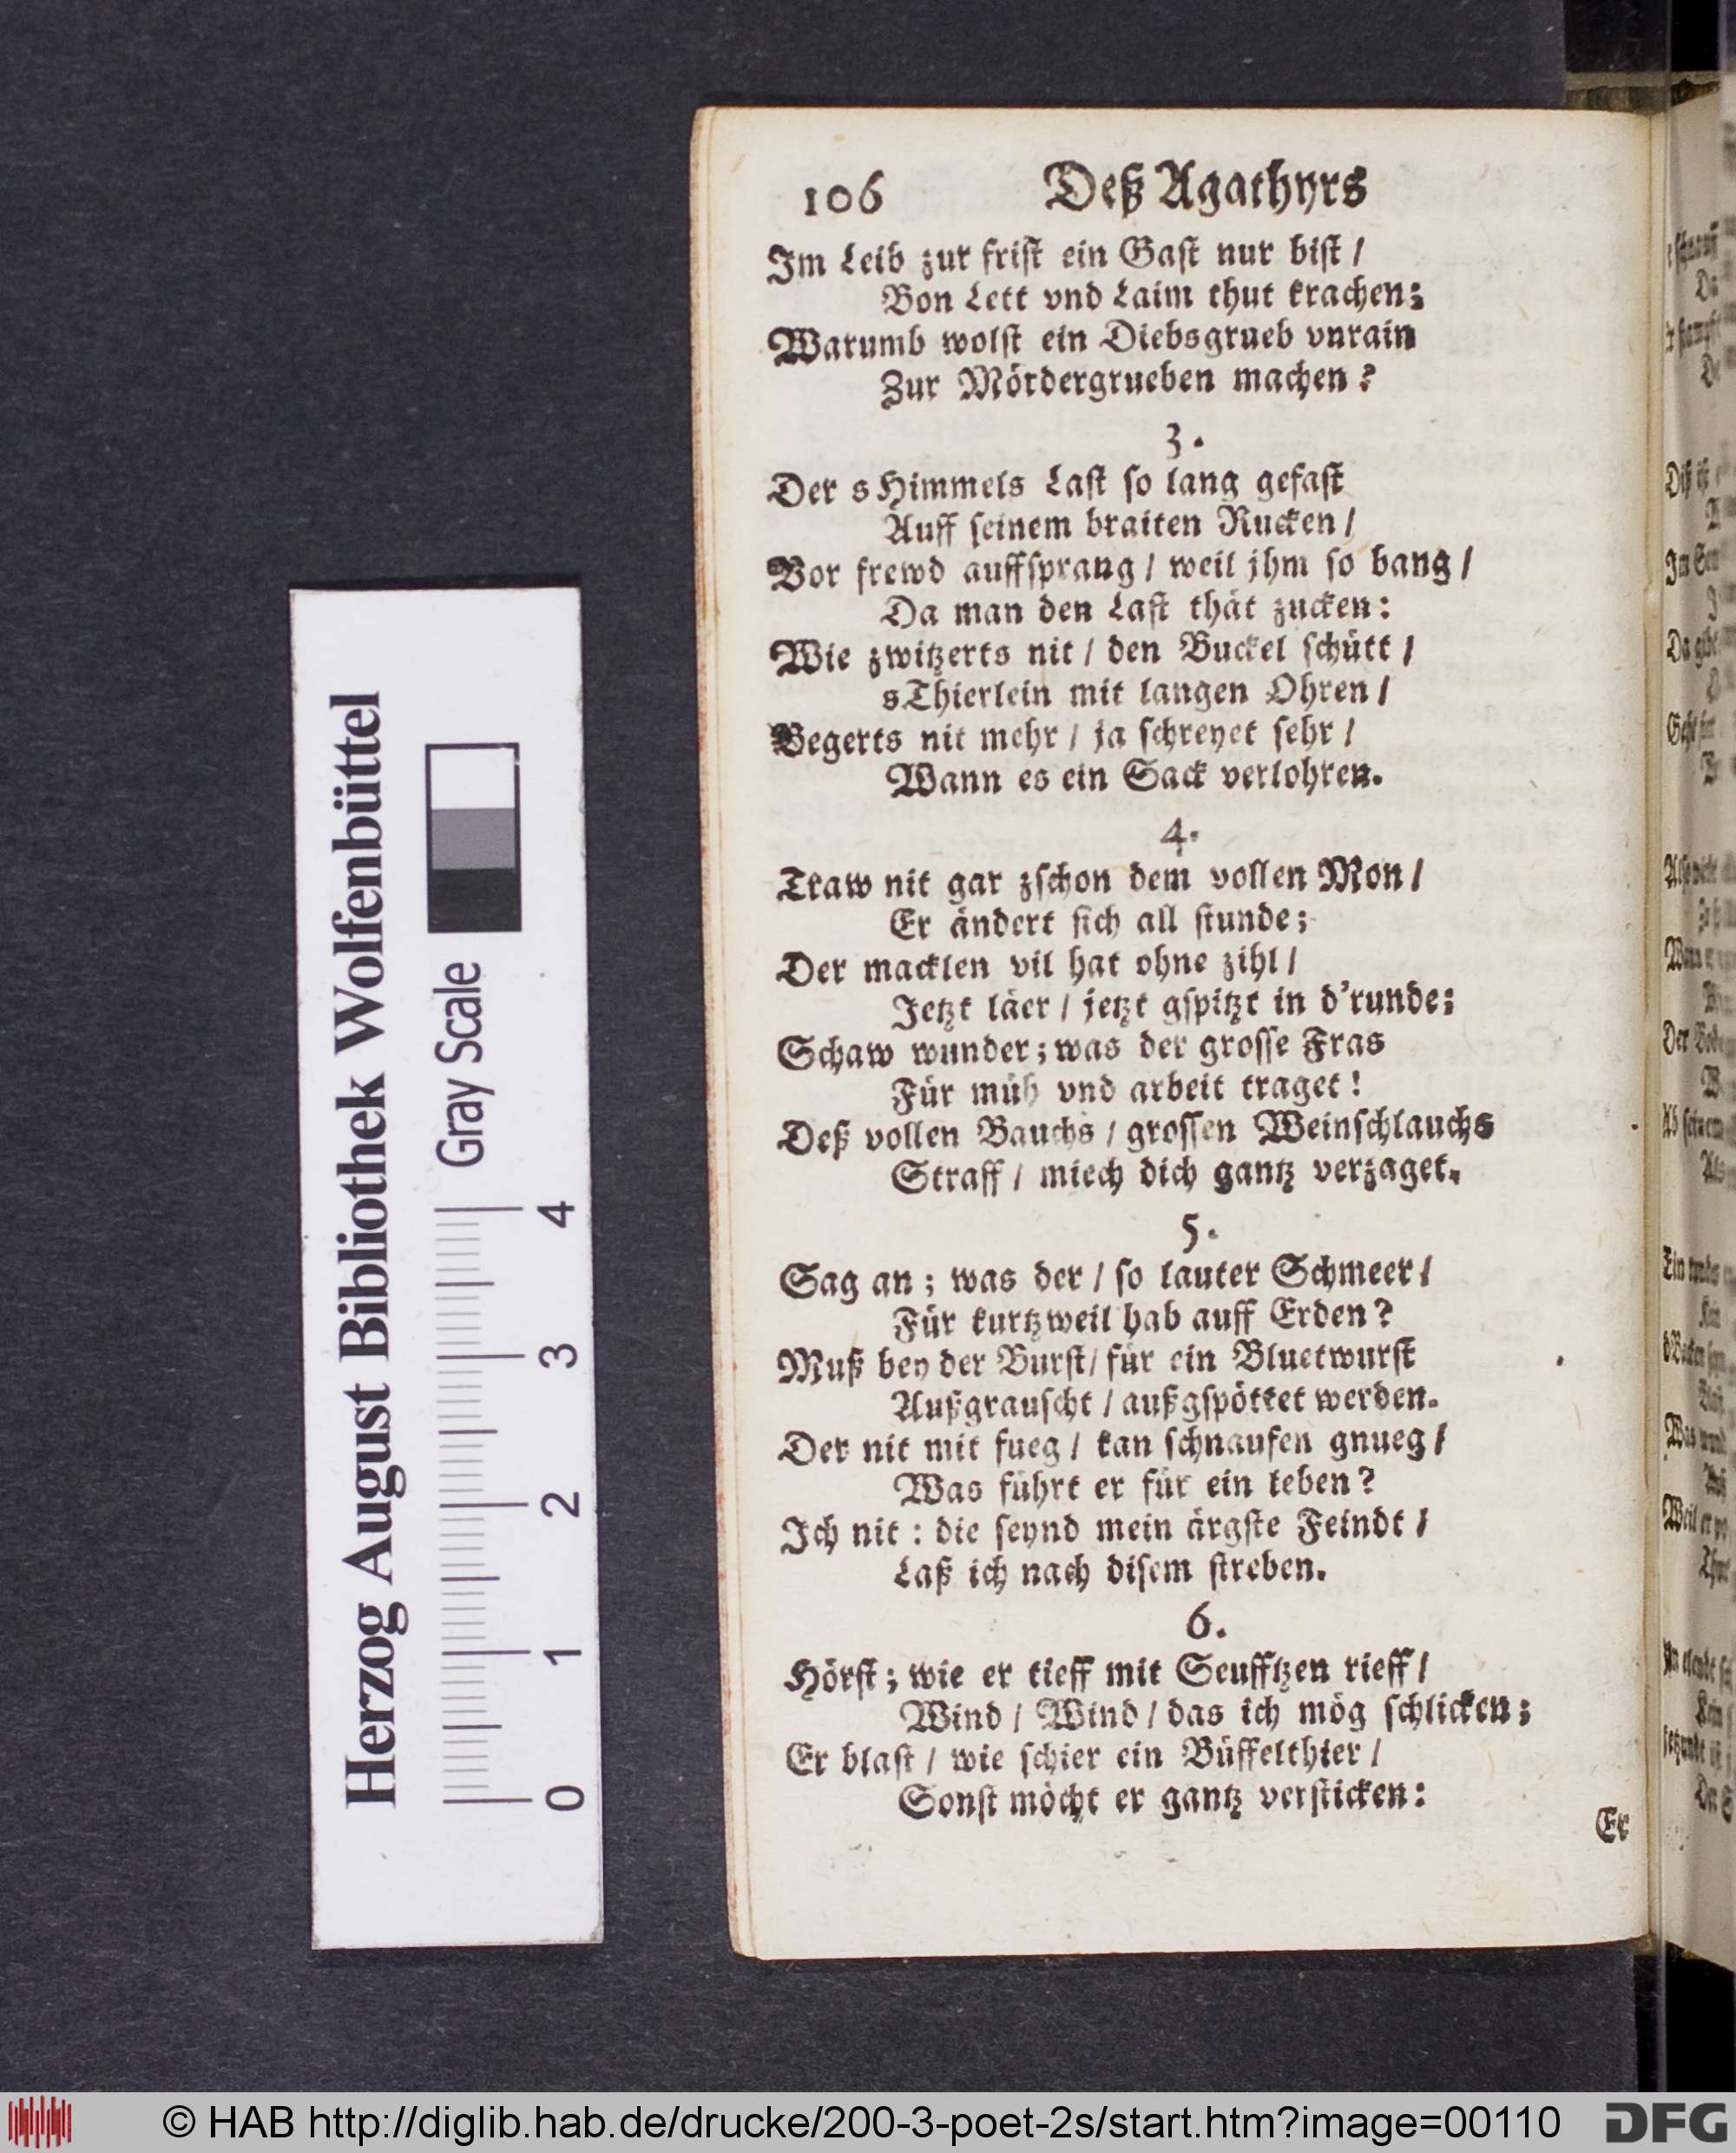 106 Deß Agathyrs
Im Leib zur frist ein Gast nur bist /
Von Lett vnd Laim thut krachen;
Warumb wolst ein Diebsgrueb vnrain
Zur Mördergrueben machen?
3.
Der s Himmels Last so lang gefast
Auff seinem braiten Rucken /
Vor frewd auffsprang / weil jhm so bang /
Da man den Last thät zucken:
Wie zwitzerts nit / den Buckel schütt /
sThierlein mit langen Ohren /
Begerts nit mehr / ja schreyet sehr /
Wann es ein Sack verlohren.
4.
Traw nit gar zschon dem vollen Mon /
Er ändert sich all stunde;
Der macklen vil hat ohne zihl /
Jetzt läer / jetzt gspitzt in d'runde;
Schaw wunder; was der grosse Fras
Für müh vnd arbeit traget!
Deß vollen Bauchs / grossen Weinschlauchs
Straff / miech dich gantz verzaget.
5.
Sag an; was der / so lauter Schmeer /
Für kurtzweil hab auff Erden?
Muß bey der Burst / für ein Bluetwurst
Außgrauscht / außgspöttet werden.
Der nit mit fueg / kan schnaufen gnueg /
Was führt er für ein leben?
Ich nit: die seynd mein ärgste Feindt /
Laß ich nach disem streben.
6.
Hörst; wie er tieff mit Seufftzen rieff /
Wind / Wind / das ich mög schlicken;
Er blast / wie schier ein Büffelthier /
Sonst möcht er gantz versticken:
Er
Herzog August Bibliothek Wolfenbüttel
Gray Scale
0 1 2 3 4
© HAB http://diglib.hab.de/drucke/200-3-poet-2s/start.htm?image=00110
DFG